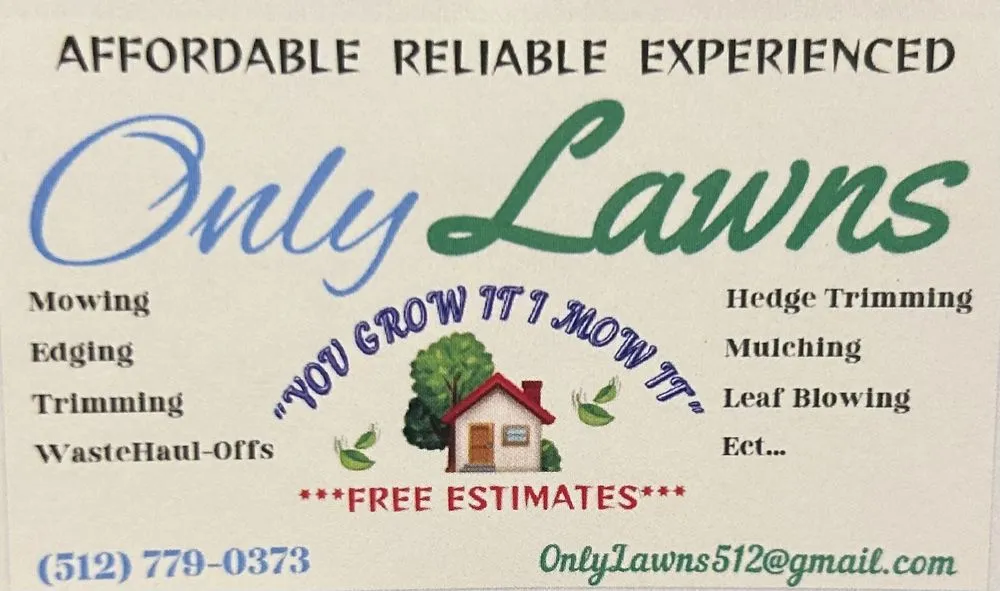 AFFORDABLE RELIABLE EXPERIENCED
Only Lawns
"YOU GROW IT I MOW IT"
Mowing
Edging
Trimming
WasteHaul-Offs
Hedge Trimming
Mulching
Leaf Blowing
Ect...
***FREE ESTIMATES***
(512) 779-0373
OnlyLawns512@gmail.com